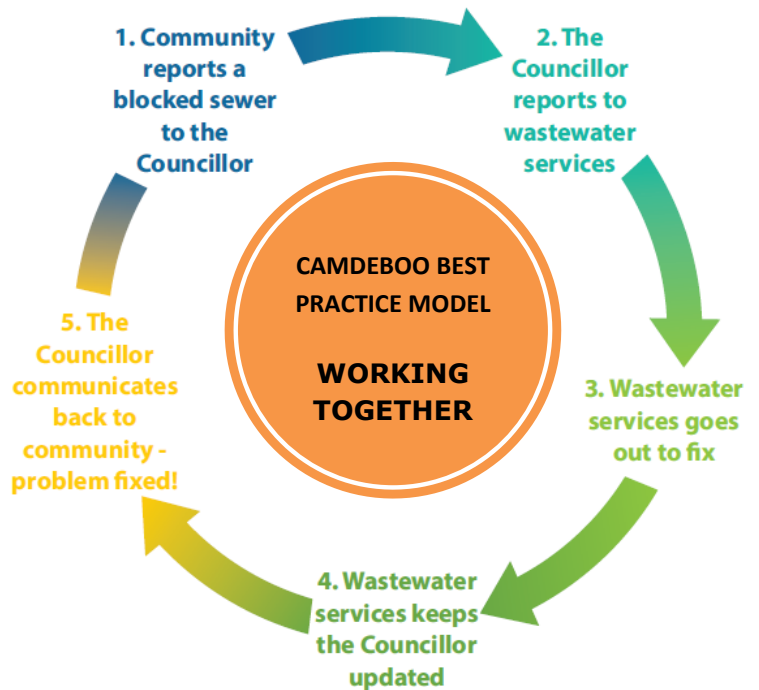 1. Community
reports a
blocked sewer
to the
Councillor
2. The
Councillor
reports to
wastewater
services
3. Wastewater
services goes
out to fix
4. Wastewater
services keeps
the Councillor
updated
5. The
Councillor
communicates
back to
community -
problem fixed!
CAMDEBOO BEST
PRACTICE MODEL
WORKING
TOGETHER